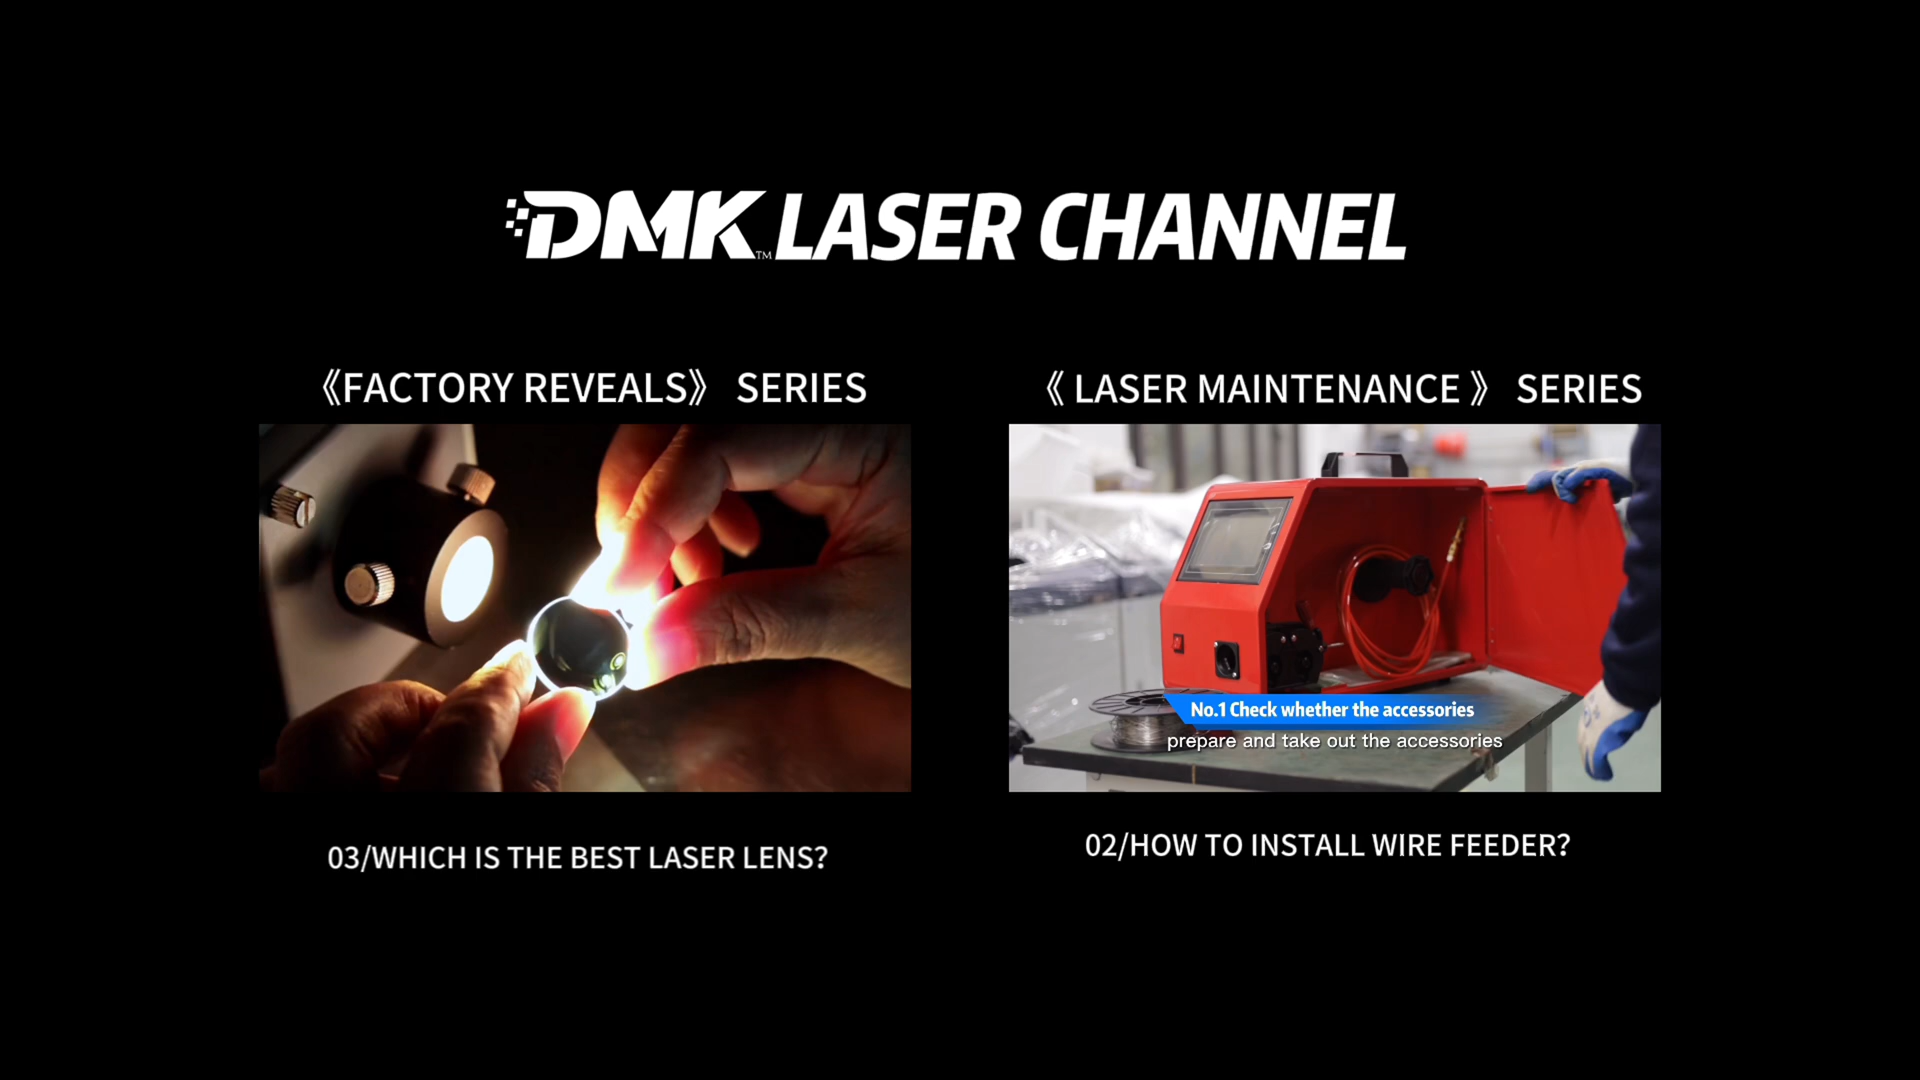 DMK™ LASER CHANNEL
《FACTORY REVEALS》 SERIES
《 LASER MAINTENANCE 》 SERIES
No.1 Check whether the accessories
prepare and take out the accessories
03/WHICH IS THE BEST LASER LENS?
02/HOW TO INSTALL WIRE FEEDER?